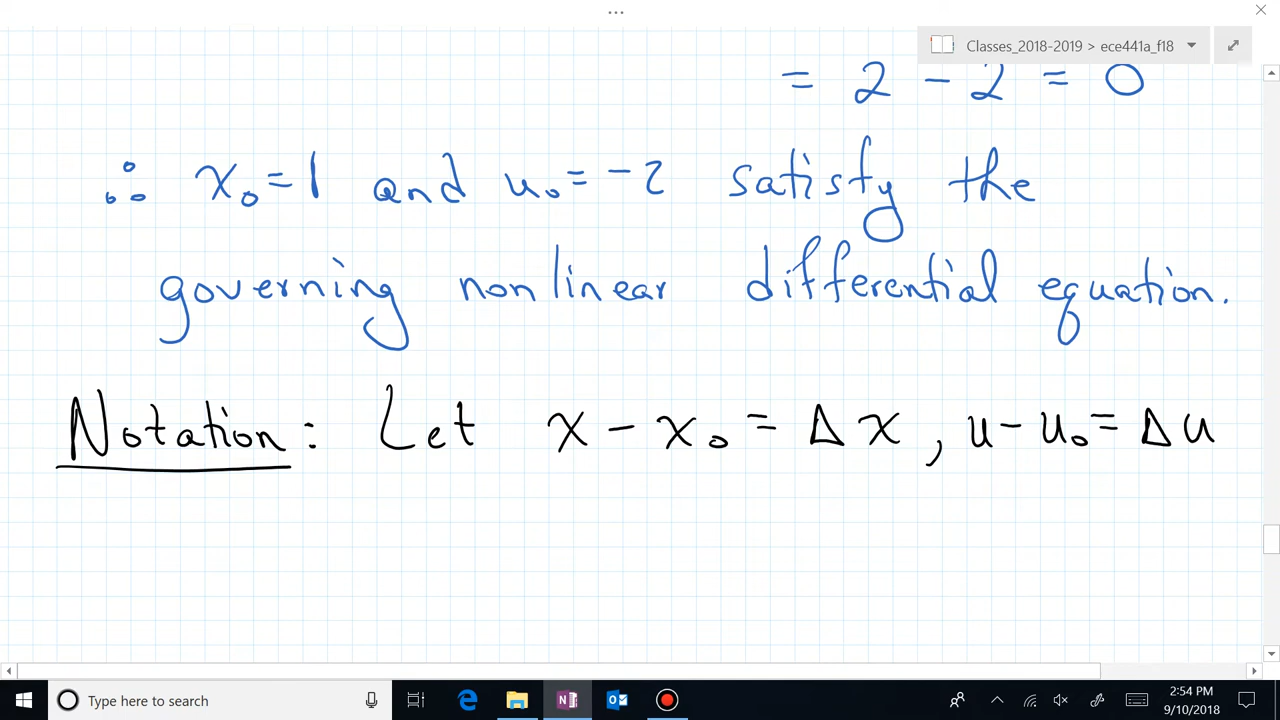 Classes_2018-2019 > ece441a_f18
= 2 - 2 = 0
∴ x₀ = 1 and u₀ = -2 satisfy the
governing nonlinear differential equation.
Notation: Let x - x₀ = Δx, u - u₀ = Δu
Type here to search
2:54 PM
9/10/2018